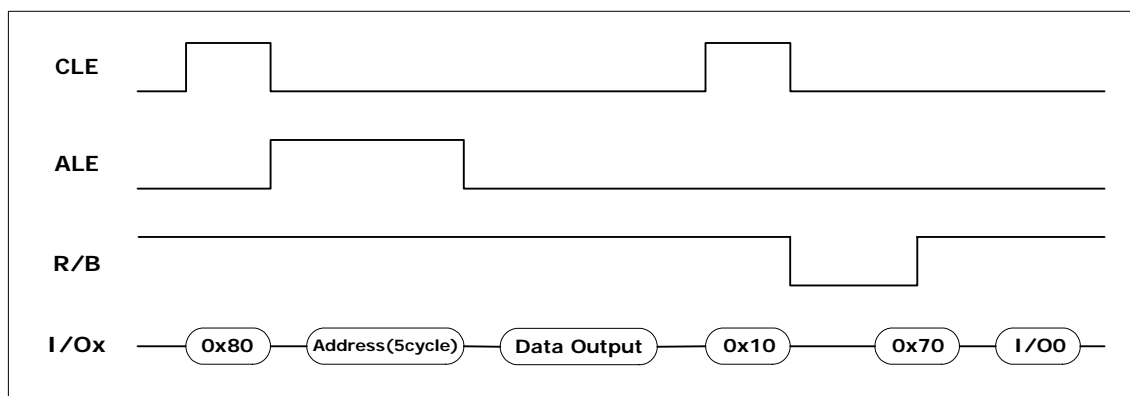 CLE
ALE
R/B
I/Ox 0x80 Address(5cycle) Data Output 0x10 0x70 I/O0